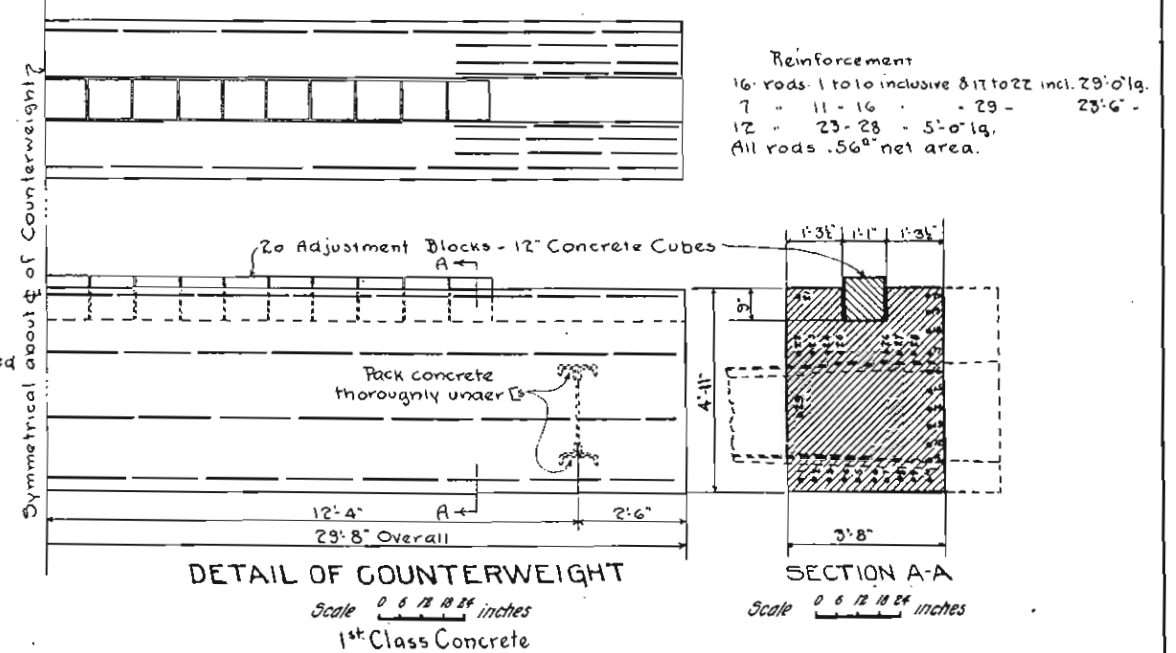 Reinforcement
16 rods 1 to 10 inclusive & 17 to 22 incl. 29'-0" lg.
7 " 11 - 16 " - 29 - 28'-6" -
12 " 23-28 - 5'-0" lg.
All rods .56▫" net area.
Symmetrical about ℄ of Counterweight
20 Adjustment Blocks - 12" Concrete Cubes
A
1'-3½" 1'-1" 1'-3½"
9"
Pack concrete
thoroughly under [s
4'-11"
12'-4" A 2'-6"
29'-8" Overall
3'-8"
DETAIL OF COUNTERWEIGHT
SECTION A-A
Scale 0 6 12 18 24 inches
Scale 0 6 12 18 24 inches
1st Class Concrete